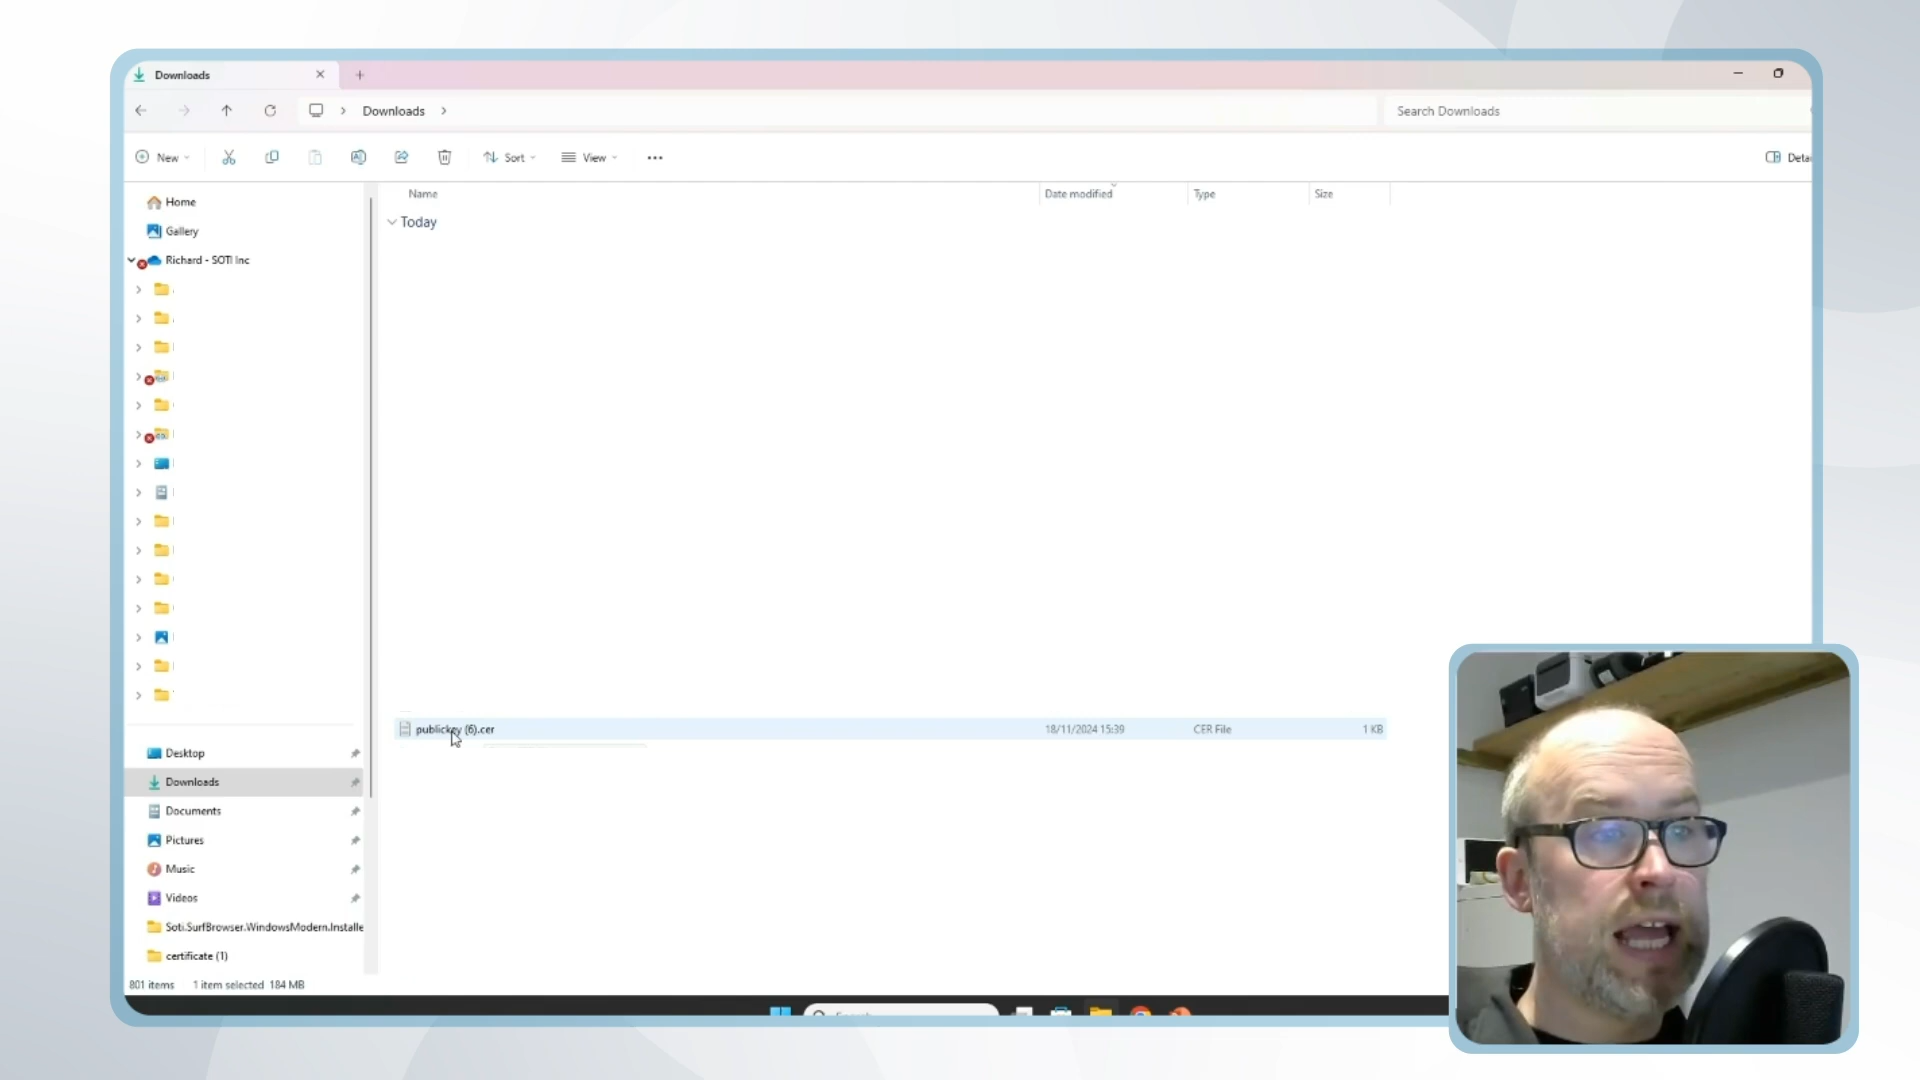 Downloads
Downloads
Search Downloads
New
Sort
View
Name
Date modified
Type
Size
Home
Gallery
Richard - SOTI Inc
Today
publickey (6).cer
18/11/2024 15:39
CER File
1 KB
Desktop
Downloads
Documents
Pictures
Music
Videos
Soti.SurfBrowser.WindowsModern.Installe
certificate (1)
801 items
1 item selected 184 MB